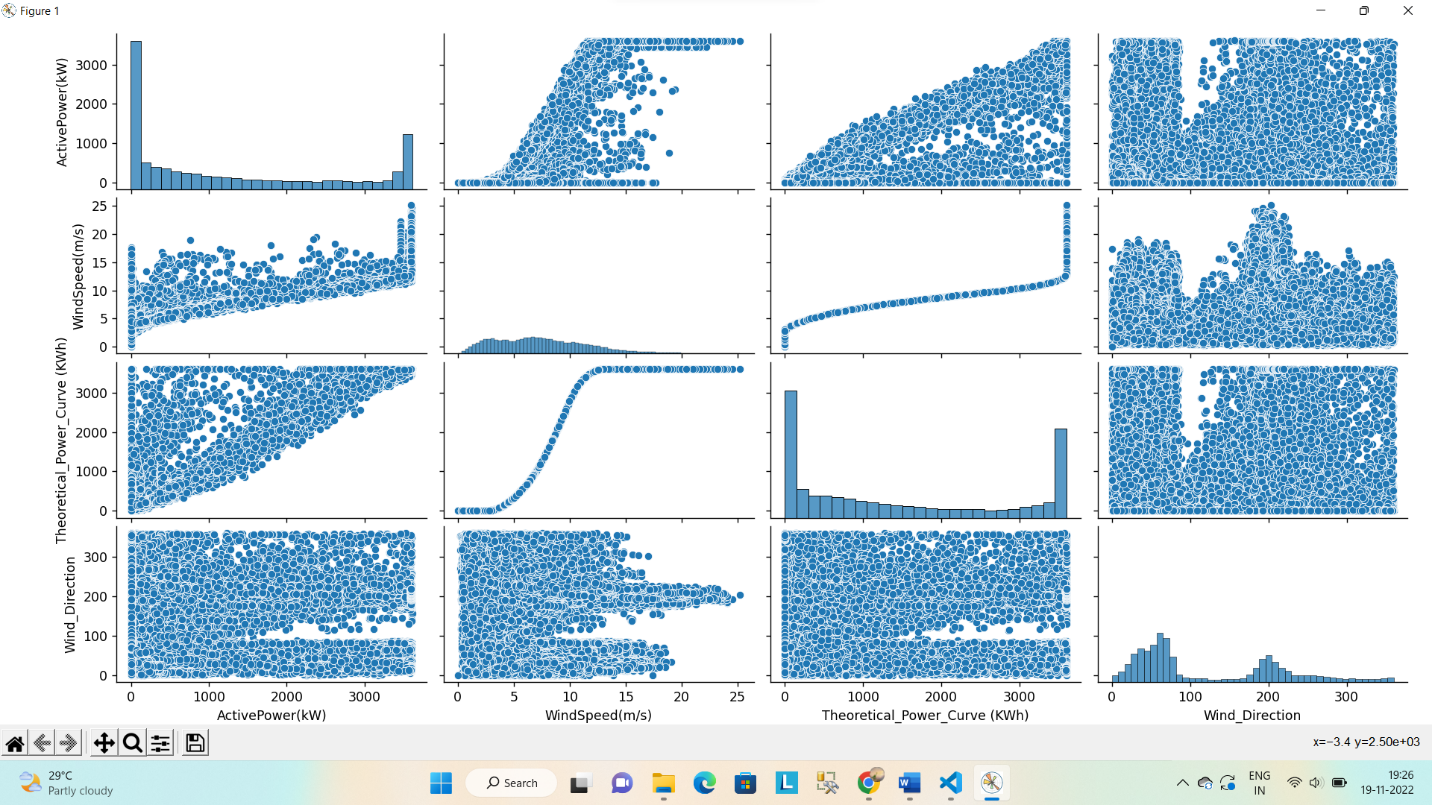 Figure 1
ActivePower(kW)
3000
2000
1000
0
WindSpeed(m/s)
25
20
15
10
5
0
Theoretical_Power_Curve (KWh)
3000
2000
1000
0
Wind_Direction
300
200
100
0
0 1000 2000 3000
0 5 10 15 20 25
0 1000 2000 3000
0 100 200 300
ActivePower(kW) WindSpeed(m/s) Theoretical_Power_Curve (KWh) Wind_Direction
x=−3.4 y=2.50e+03
29°C
Partly cloudy
Search
L
W
ENG
IN
19:26
19-11-2022